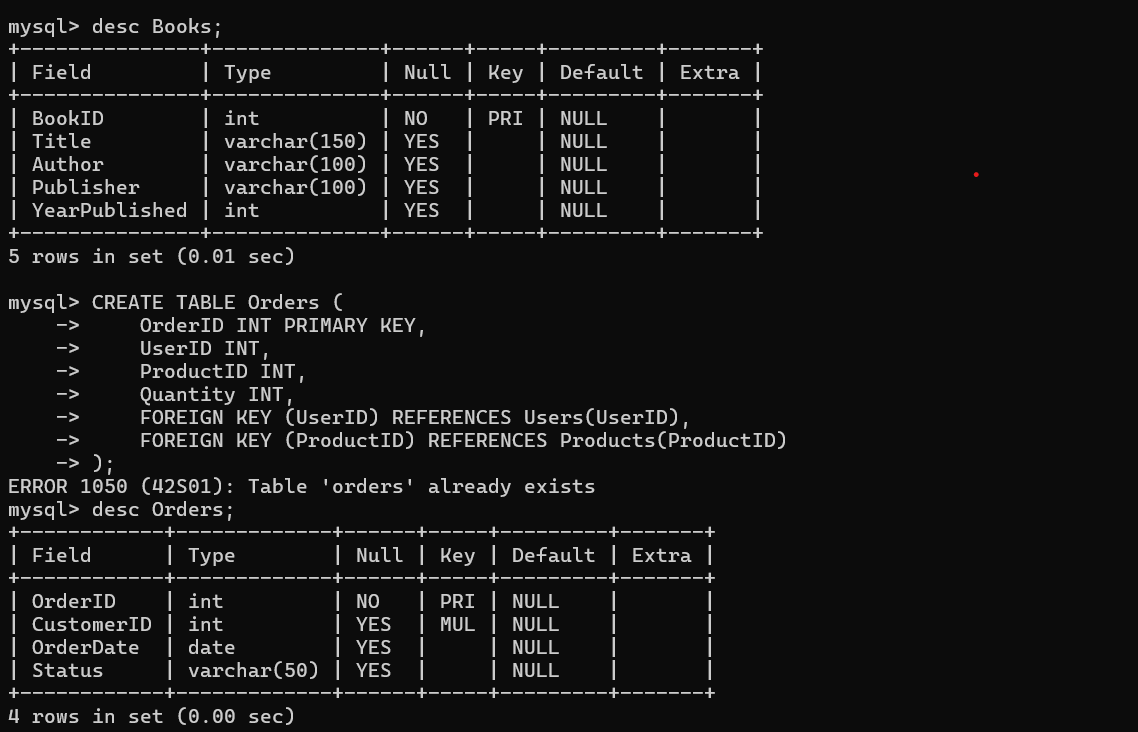 mysql> desc Books;
+---------------+--------------+------+-----+---------+-------+
| Field         | Type         | Null | Key | Default | Extra |
+---------------+--------------+------+-----+---------+-------+
| BookID        | int          | NO   | PRI | NULL    |       |
| Title         | varchar(150) | YES  |     | NULL    |       |
| Author        | varchar(100) | YES  |     | NULL    |       |
| Publisher     | varchar(100) | YES  |     | NULL    |       |
| YearPublished | int          | YES  |     | NULL    |       |
+---------------+--------------+------+-----+---------+-------+
5 rows in set (0.01 sec)

mysql> CREATE TABLE Orders (
    ->     OrderID INT PRIMARY KEY,
    ->     UserID INT,
    ->     ProductID INT,
    ->     Quantity INT,
    ->     FOREIGN KEY (UserID) REFERENCES Users(UserID),
    ->     FOREIGN KEY (ProductID) REFERENCES Products(ProductID)
    -> );
ERROR 1050 (42S01): Table 'orders' already exists
mysql> desc Orders;
+------------+-------------+------+-----+---------+-------+
| Field      | Type        | Null | Key | Default | Extra |
+------------+-------------+------+-----+---------+-------+
| OrderID    | int         | NO   | PRI | NULL    |       |
| CustomerID | int         | YES  | MUL | NULL    |       |
| OrderDate  | date        | YES  |     | NULL    |       |
| Status     | varchar(50) | YES  |     | NULL    |       |
+------------+-------------+------+-----+---------+-------+
4 rows in set (0.00 sec)